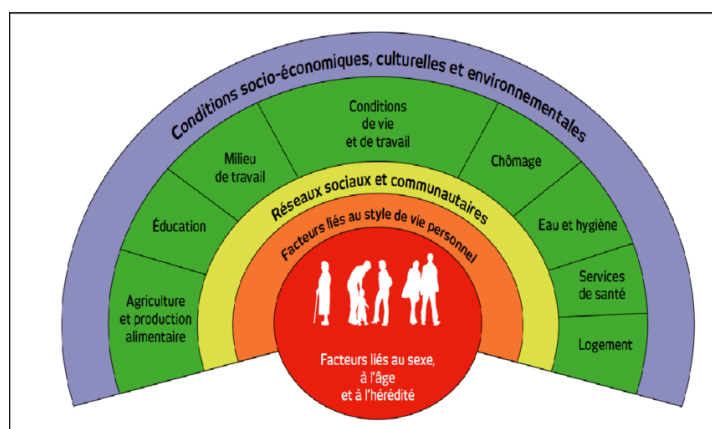 Conditions socio-économiques, culturelles et environnementales
Conditions
de vie
et de travail
Milieu
de travail
Chômage
Éducation
Eau et hygiène
Agriculture
et production
alimentaire
Services
de santé
Logement
Réseaux sociaux et communautaires
Facteurs liés au style de vie personnel
Facteurs liés au sexe,
à l'âge
et à l'hérédité